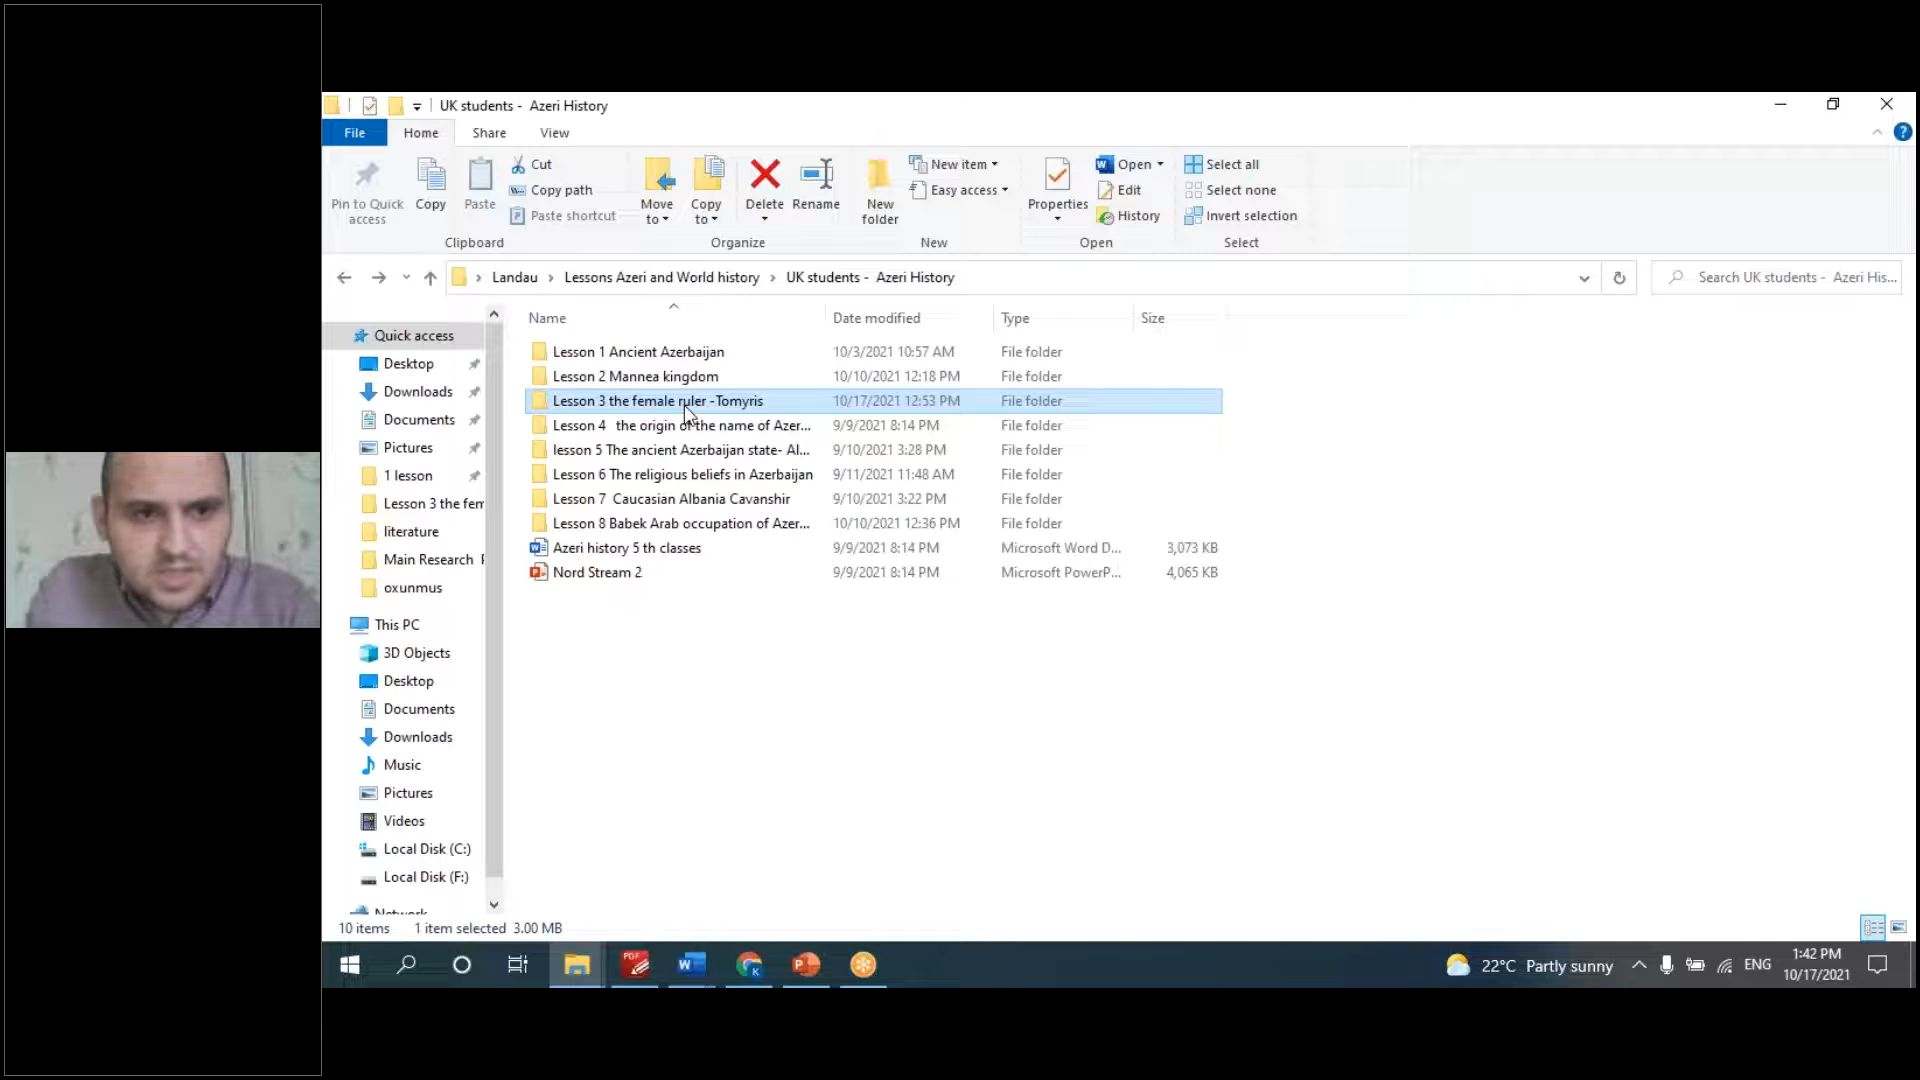 UK students - Azeri History
File Home Share View
Pin to Quick access
Copy
Paste
Cut
Copy path
Paste shortcut
Clipboard
Move to
Copy to
Delete
Rename
Organize
New folder
New item
Easy access
New
Properties
Open
Edit
History
Open
Select all
Select none
Invert selection
Select
Landau > Lessons Azeri and World history > UK students - Azeri History
Search UK students - Azeri His...
Name Date modified Type Size
Lesson 1 Ancient Azerbaijan 10/3/2021 10:57 AM File folder
Lesson 2 Mannea kingdom 10/10/2021 12:18 PM File folder
Lesson 3 the female ruler -Tomyris 10/17/2021 12:53 PM File folder
Lesson 4 the origin of the name of Azer... 9/9/2021 8:14 PM File folder
lesson 5 The ancient Azerbaijan state- Al... 9/10/2021 3:28 PM File folder
Lesson 6 The religious beliefs in Azerbaijan 9/11/2021 11:48 AM File folder
Lesson 7 Caucasian Albania Cavanshir 9/10/2021 3:22 PM File folder
Lesson 8 Babek Arab occupation of Azer... 10/10/2021 12:36 PM File folder
Azeri history 5 th classes 9/9/2021 8:14 PM Microsoft Word D... 3,073 KB
Nord Stream 2 9/9/2021 8:14 PM Microsoft PowerP... 4,065 KB
Quick access
Desktop
Downloads
Documents
Pictures
1 lesson
Lesson 3 the fem
literature
Main Research
oxunmus
This PC
3D Objects
Desktop
Documents
Downloads
Music
Pictures
Videos
Local Disk (C:)
Local Disk (F:)
Network
10 items 1 item selected 3.00 MB
PDF
22°C Partly sunny
ENG
1:42 PM
10/17/2021